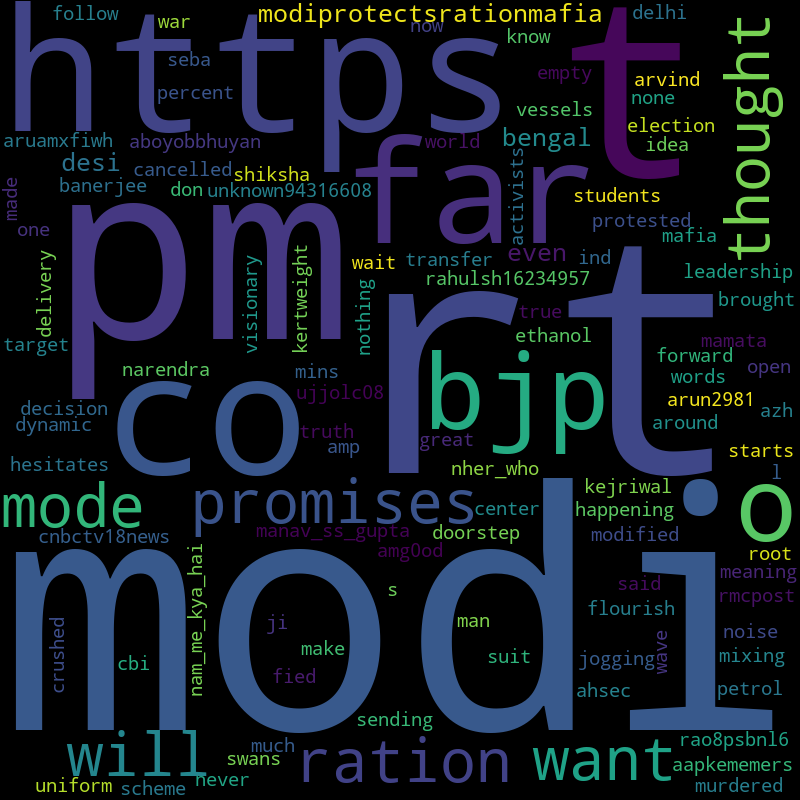 follow
war
modiprotectsrationmafia
now
delhi
https
t
thought
know
seba
percent
empty
arvind
none
vessels
election
idea
aruamxfiwh
aboyobbhuyan
world
bengal
far
desi
cancelled
shiksha
activists
banerjee
don
unknown94316608
students
made
protested
one
pm
even
mafia
delivery
visionary
kertweight
wait
transfer
ind
leadership
nothing
rahulsh16234957
rt
brought
true
target
ethanol
mamata
narendra
mins
bjp
forward
words
open
co
ujjolc08
decision
arun2981
azh
dynamic
truth
amp
great
around
hesitates
nher_who
starts
l
mode
promises
kejriwal
o
center
happening
cnbctv18news
manav_ss_gupta
doorstep
modified
amg0od
root
modi
nam_me_kya_hai
said
meaning
s
rmcpost
crushed
ji
man
flourish
noise
wave
cbi
make
suit
jogging
mixing
fied
ahsec
petrol
sending
will
much
swans
ration
want
rao8psbnl6
aapkememers
uniform
scheme
never
murdered